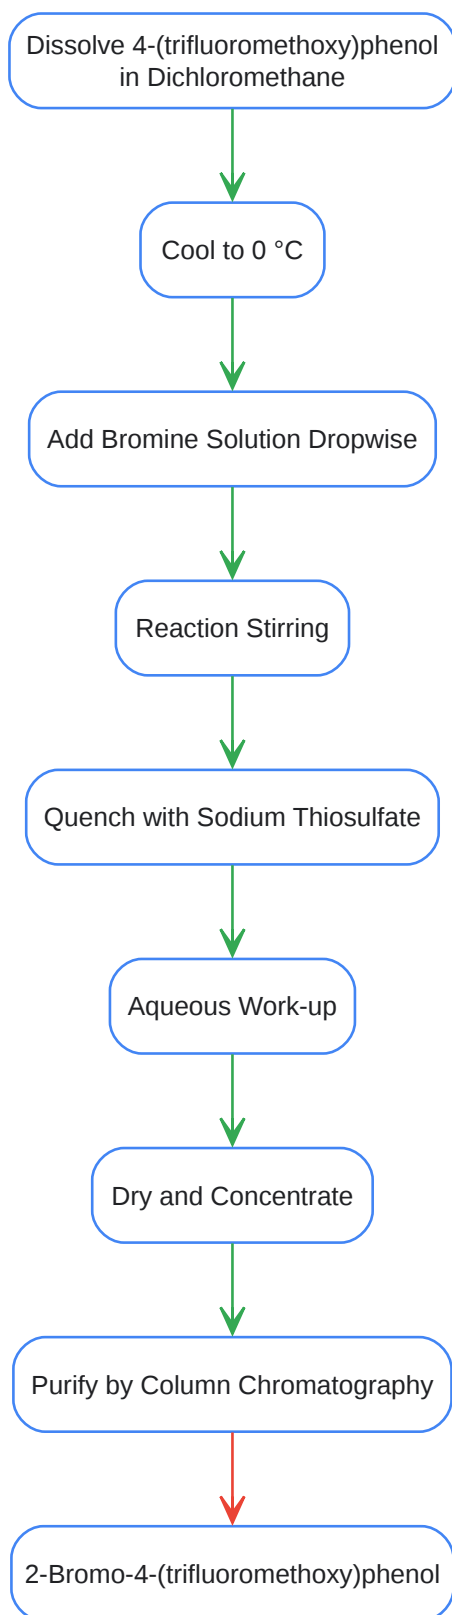 Dissolve 4-(trifluoromethoxy)phenol
in Dichloromethane
Cool to 0 °C
Add Bromine Solution Dropwise
Reaction Stirring
Quench with Sodium Thiosulfate
Aqueous Work-up
Dry and Concentrate
Purify by Column Chromatography
2-Bromo-4-(trifluoromethoxy)phenol